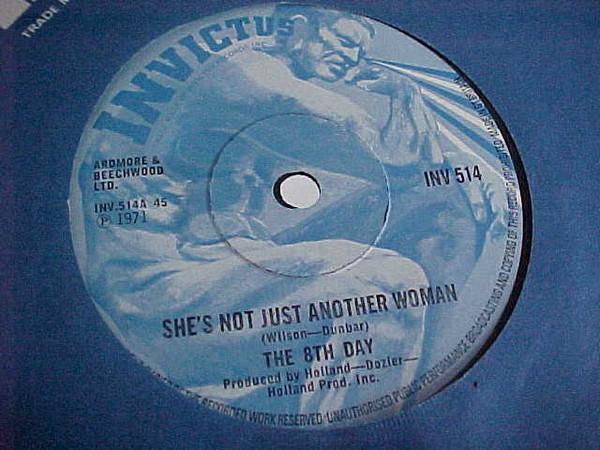 TRADE M
INVICTUS
ARDMORE &
BEECHWOOD
LTD.
INV.514A 45
℗ 1971
INV 514
SHE'S NOT JUST ANOTHER WOMAN
(Wilson—Dunbar)
THE 8TH DAY
Produced by Holland—Dozier—
Holland Prod. Inc.
RECORDED WORK RESERVED · UNAUTHORISED PUBLIC PERFORMANCE BROADCASTING AND COPYING OF THIS RECORD